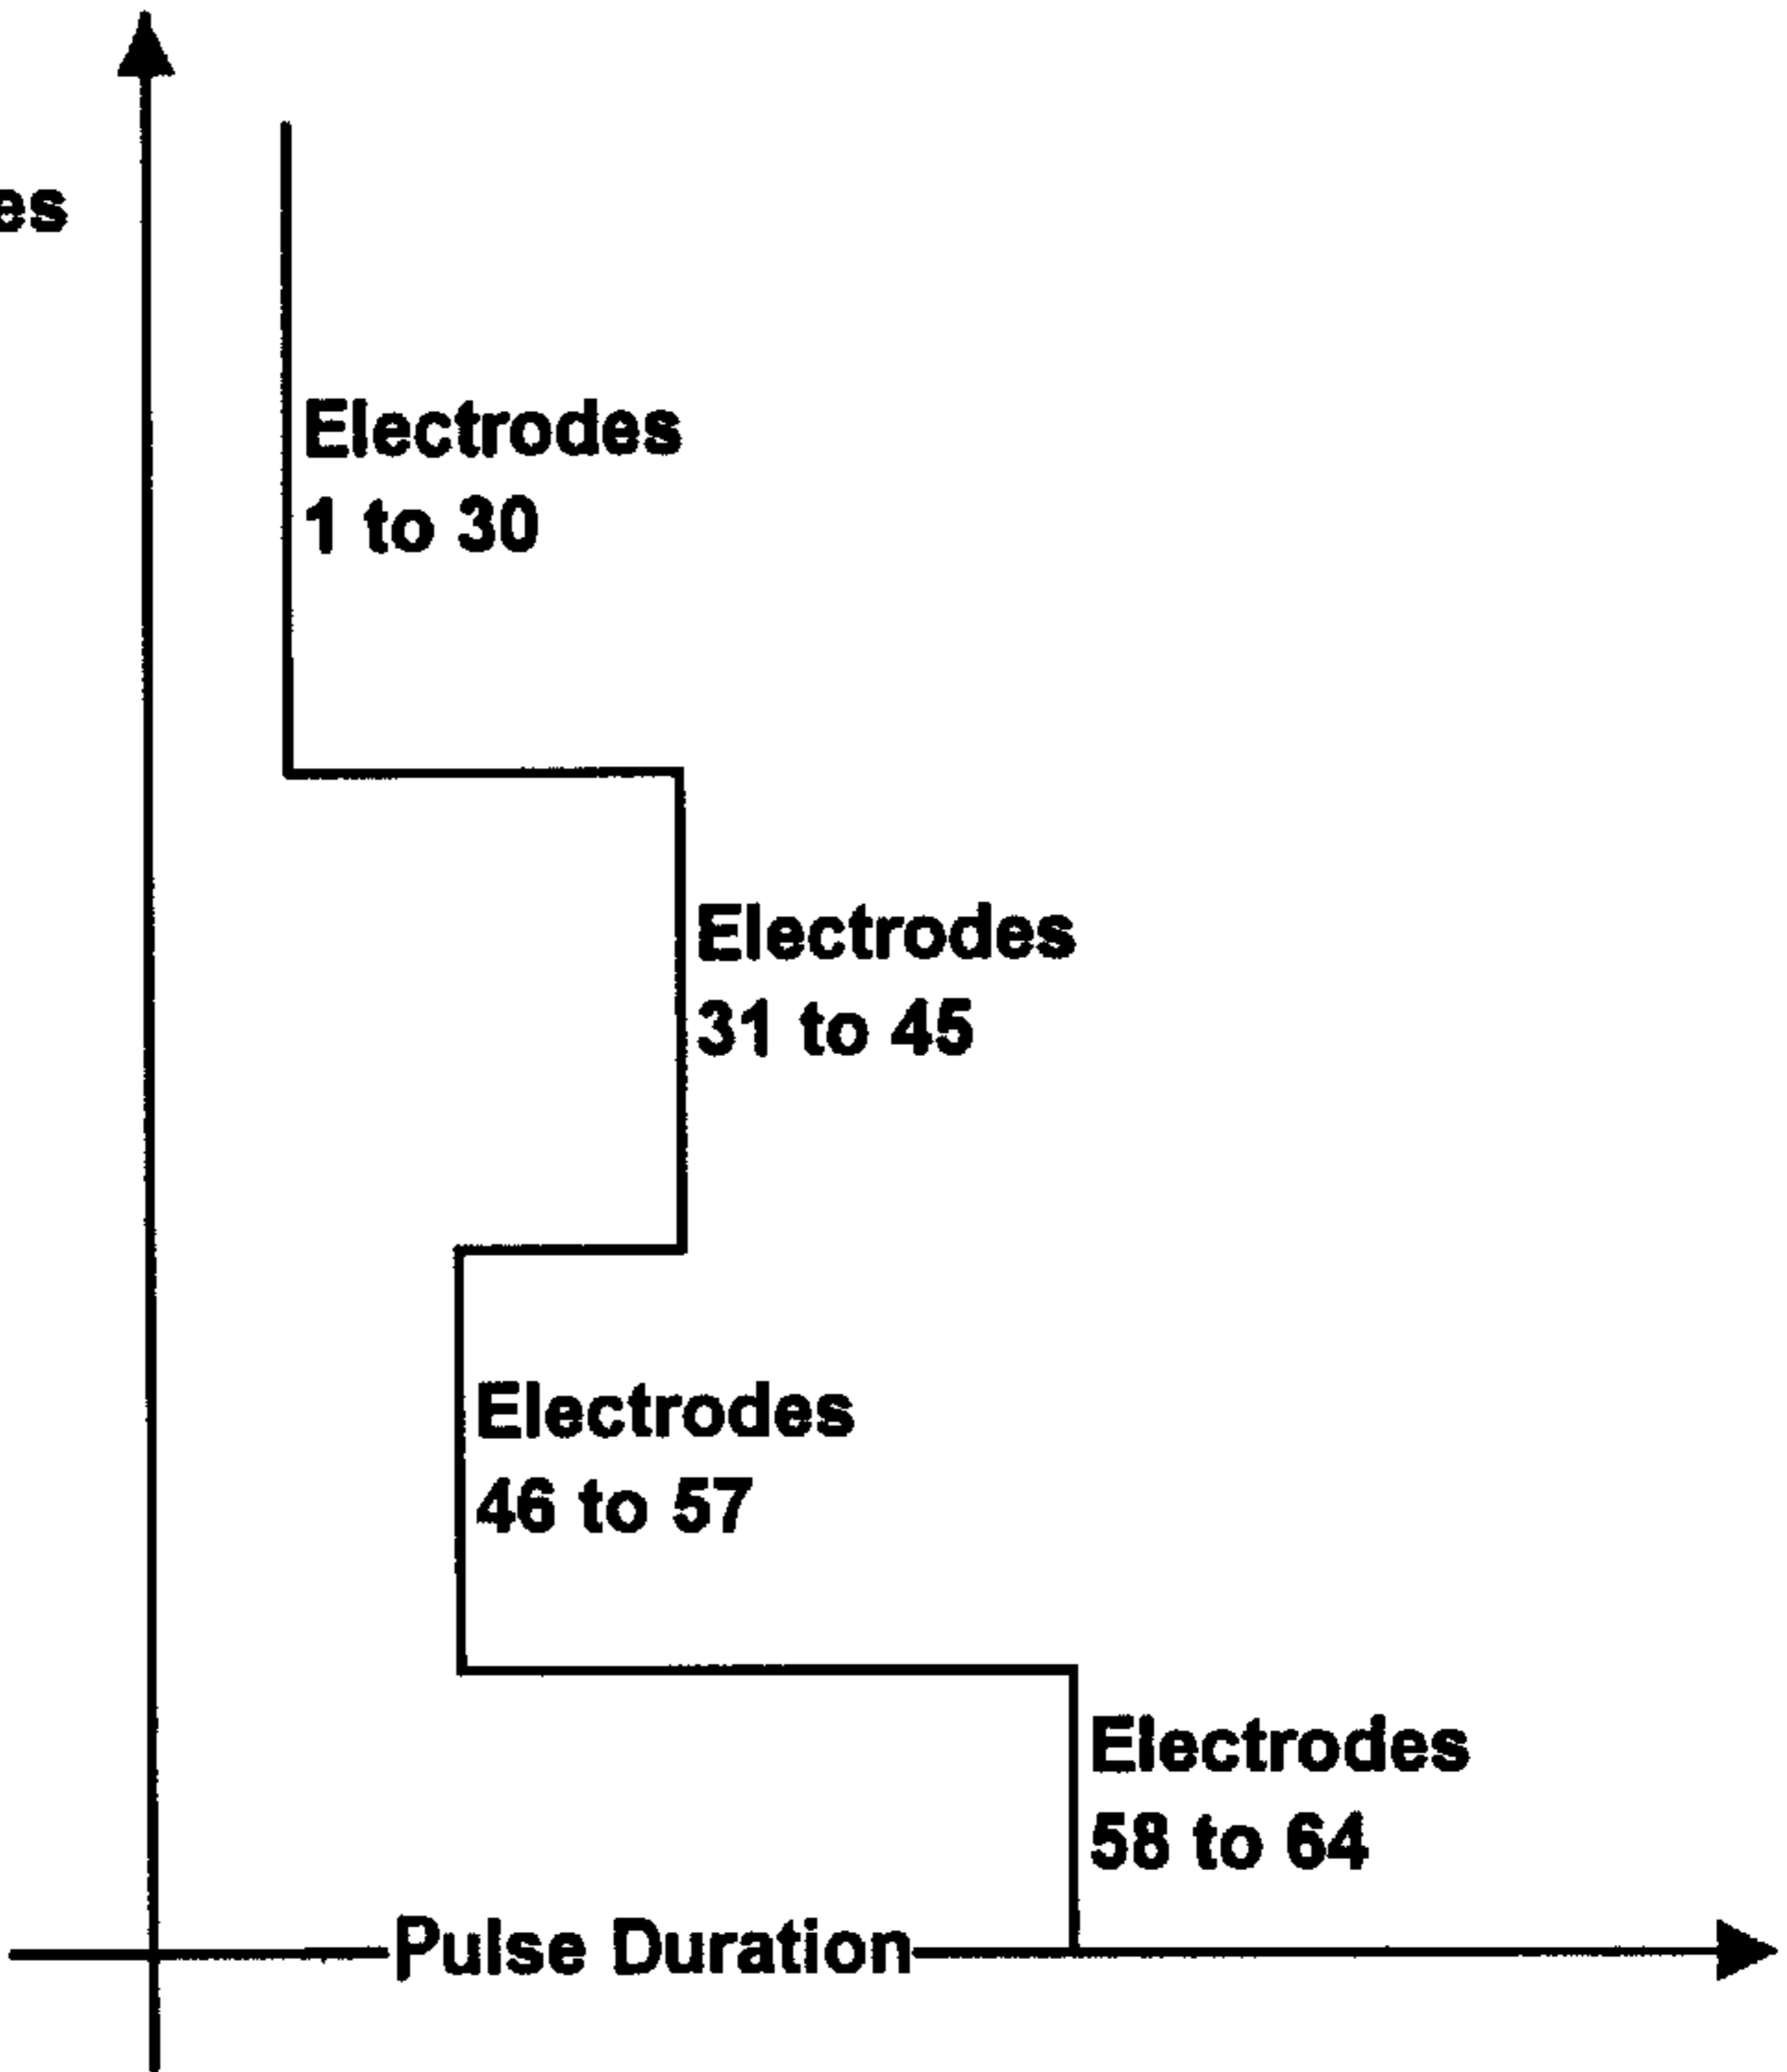 es
Electrodes
1 to 30
Electrodes
31 to 45
Electrodes
46 to 57
Electrodes
58 to 64
Pulse Duration